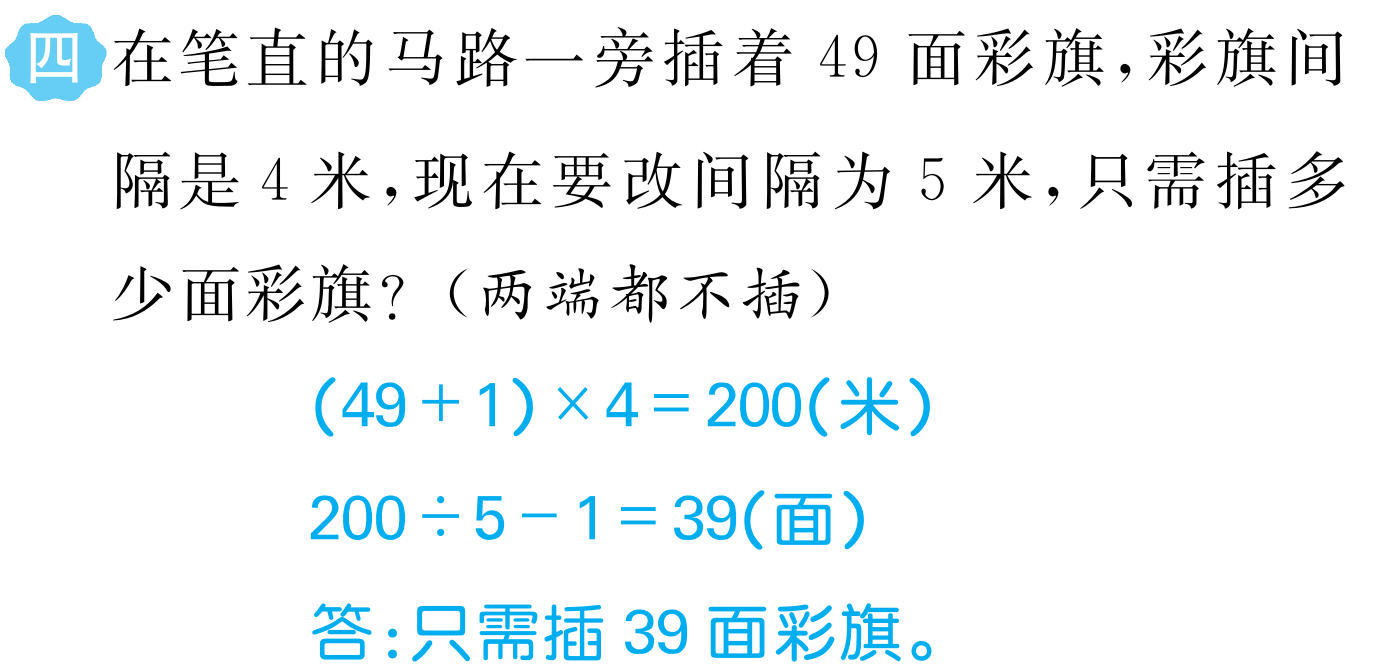 四 在笔直的马路一旁插着 49 面彩旗,彩旗间
隔是 4 米,现在要改间隔为 5 米,只需插多
少面彩旗?(两端都不插)
(49+1)×4=200(米)
200÷5-1=39(面)
答:只需插 39 面彩旗。